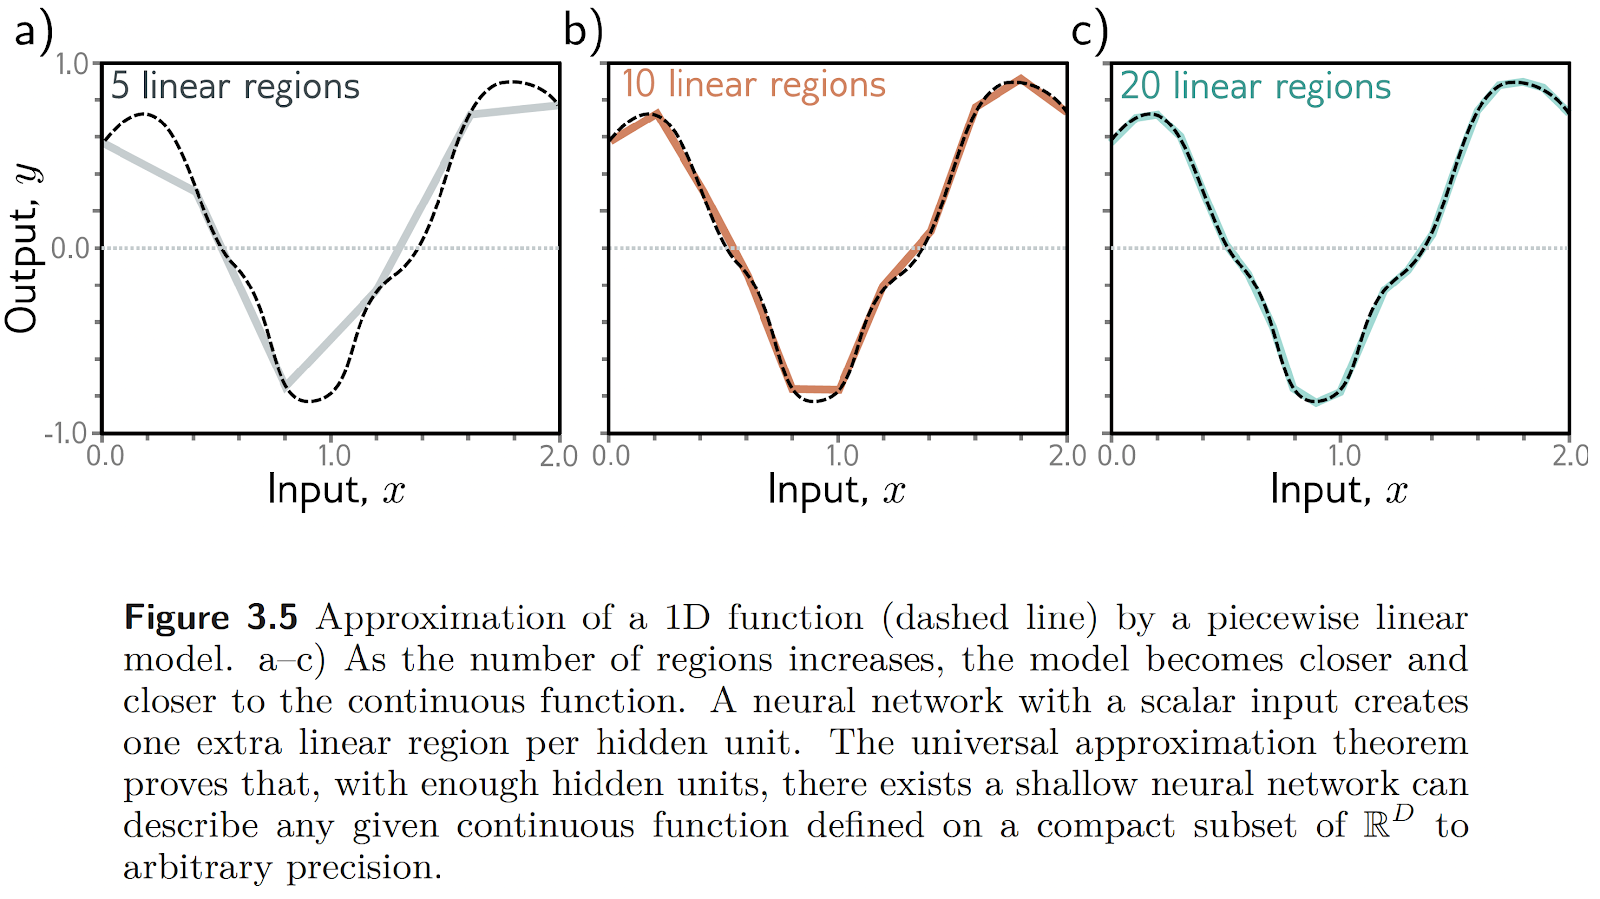 a)
b)
c)
5 linear regions
10 linear regions
20 linear regions
1.0
0.0
-1.0
Output, y
0.0 1.0 2.0
0.0 1.0 2.0
0.0 1.0 2.0
Input, x
Input, x
Input, x
Figure 3.5 Approximation of a 1D function (dashed line) by a piecewise linear
model. a–c) As the number of regions increases, the model becomes closer and
closer to the continuous function. A neural network with a scalar input creates
one extra linear region per hidden unit. The universal approximation theorem
proves that, with enough hidden units, there exists a shallow neural network can
describe any given continuous function defined on a compact subset of ℝᴰ to
arbitrary precision.